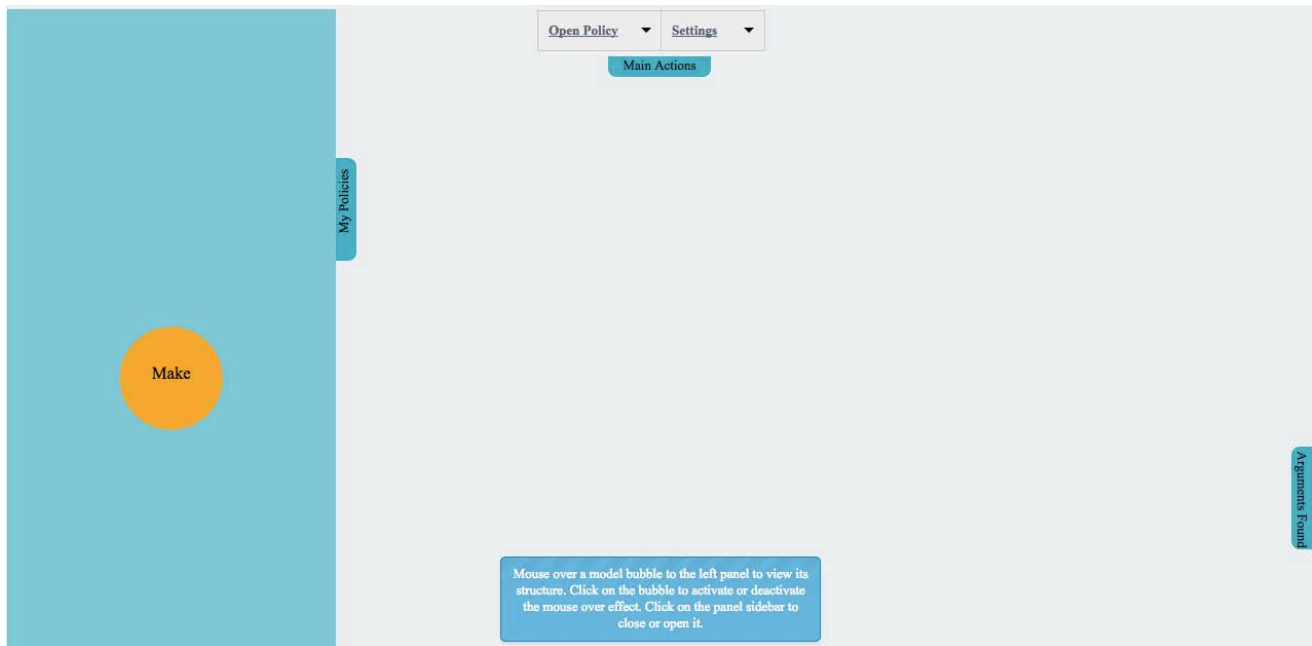 Open Policy
Settings
Main Actions
My Policies
Make
Arguments Found
Mouse over a model bubble to the left panel to view its
structure. Click on the bubble to activate or deactivate
the mouse over effect. Click on the panel sidebar to
close or open it.